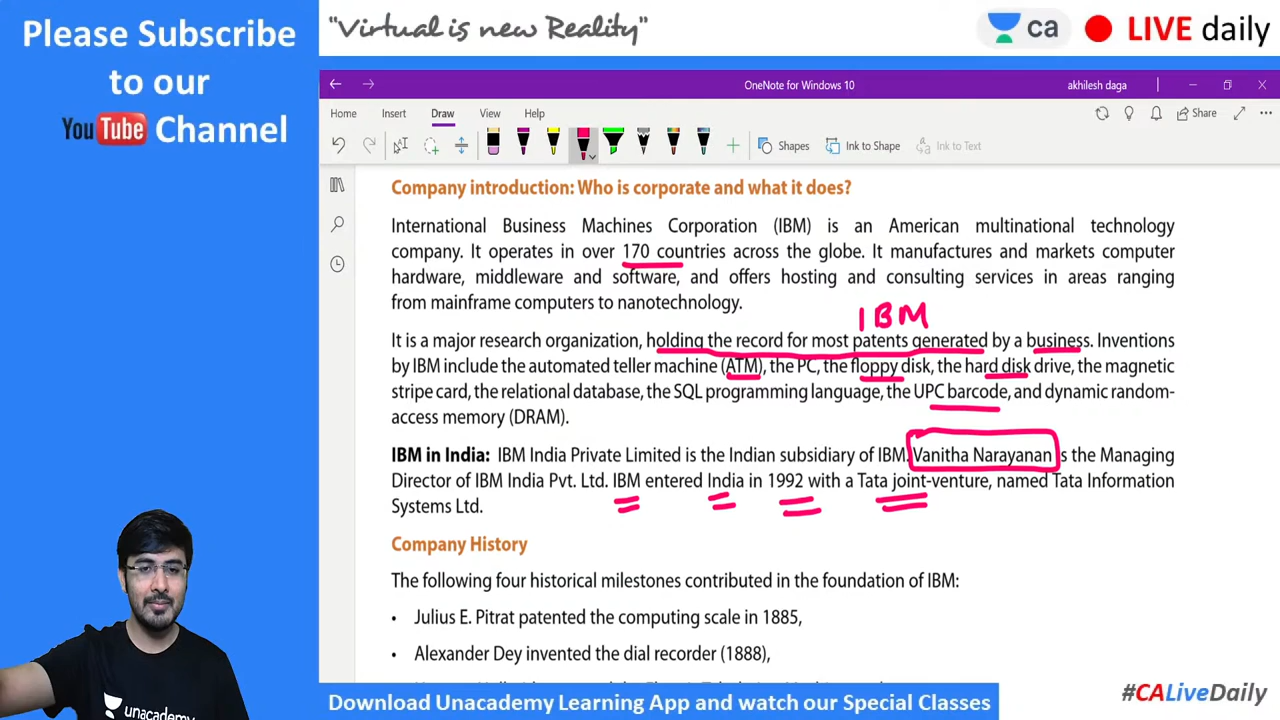 Please Subscribe
to our
YouTube Channel
"Virtual is new Reality"
ca
LIVE daily
OneNote for Windows 10
akhilesh daga
Home Insert Draw View Help
Share
Shapes
Ink to Shape
Ink to Text
Company introduction: Who is corporate and what it does?
International Business Machines Corporation (IBM) is an American multinational technology
company. It operates in over 170 countries across the globe. It manufactures and markets computer
hardware, middleware and software, and offers hosting and consulting services in areas ranging
from mainframe computers to nanotechnology.
IBM
It is a major research organization, holding the record for most patents generated by a business. Inventions
by IBM include the automated teller machine (ATM), the PC, the floppy disk, the hard disk drive, the magnetic
stripe card, the relational database, the SQL programming language, the UPC barcode, and dynamic random-
access memory (DRAM).
IBM in India: IBM India Private Limited is the Indian subsidiary of IBM. Vanitha Narayanan is the Managing
Director of IBM India Pvt. Ltd. IBM entered India in 1992 with a Tata joint-venture, named Tata Information
Systems Ltd.
Company History
The following four historical milestones contributed in the foundation of IBM:
• Julius E. Pitrat patented the computing scale in 1885,
• Alexander Dey invented the dial recorder (1888),
unacademy
Download Unacademy Learning App and watch our Special Classes
#CALiveDaily